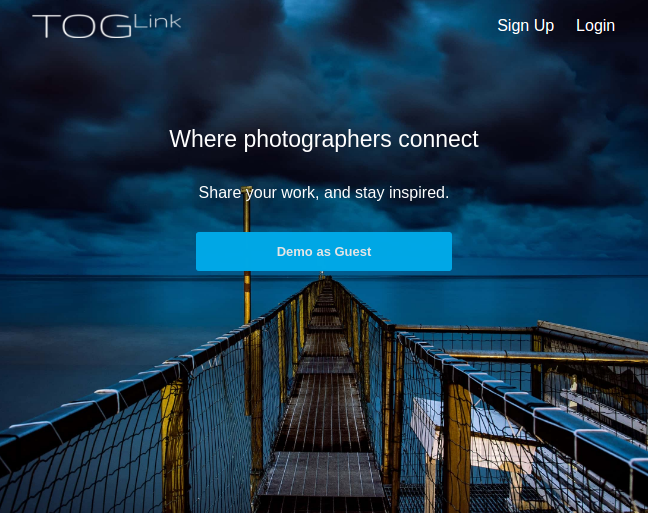 TOGLink
Sign Up
Login
Where photographers connect
Share your work, and stay inspired.
Demo as Guest